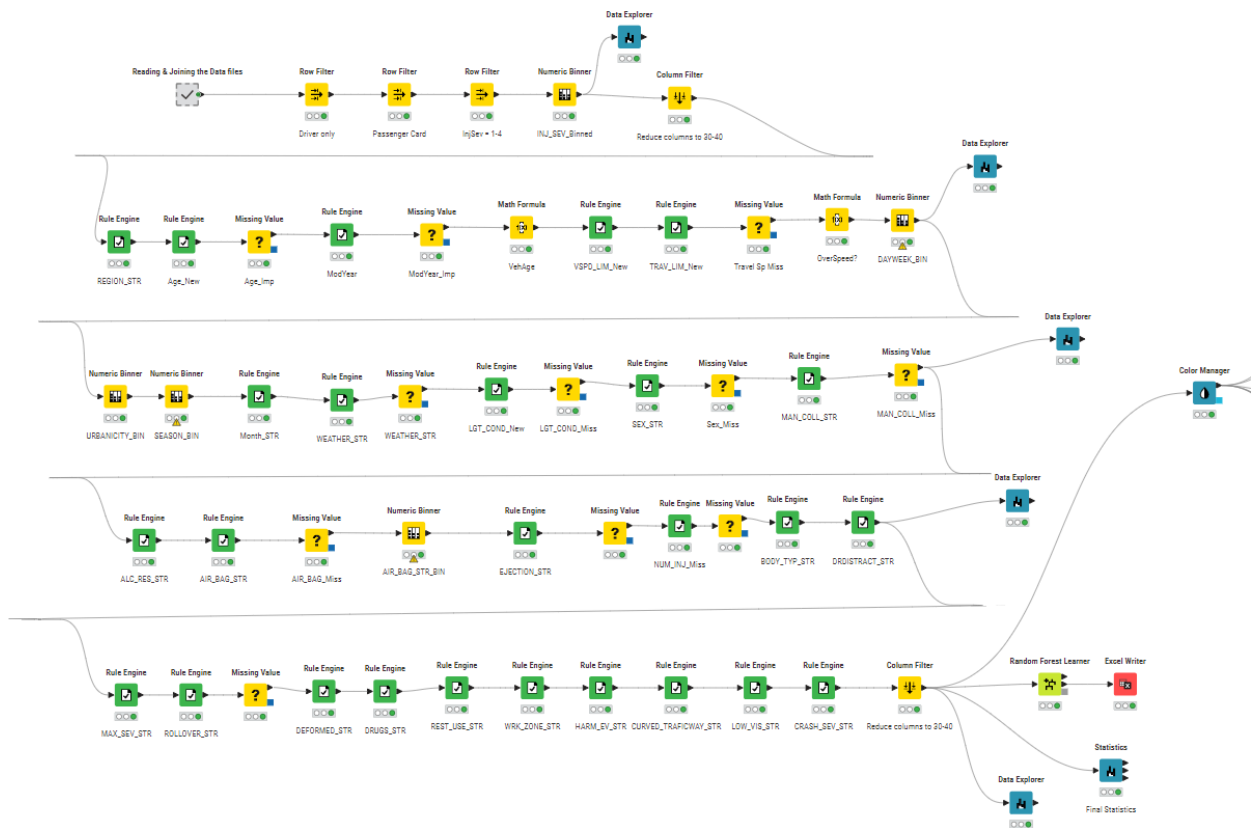 Data Explorer
Reading & Joining the Data files
Row Filter
Row Filter
Row Filter
Numeric Binner
Column Filter
Driver only
Passenger Card
InjSev = 1-4
INJ_SEV_Binned
Reduce columns to 30-40
Data Explorer
Rule Engine
Rule Engine
Missing Value
Rule Engine
Missing Value
Math Formula
Rule Engine
Rule Engine
Missing Value
Math Formula
Numeric Binner
REGION_STR
Age_New
Age_Imp
ModYear
ModYear_Imp
VehAge
VSPD_LIM_New
TRAV_LIM_New
Travel Sp Miss
OverSpeed?
DAYWEEK_BIN
Data Explorer
Numeric Binner
Numeric Binner
Rule Engine
Rule Engine
Missing Value
Rule Engine
Missing Value
Rule Engine
Missing Value
Rule Engine
Missing Value
Color Manager
URBANICITY_BIN
SEASON_BIN
Month_STR
WEATHER_STR
WEATHER_STR
LGT_COND_New
LGT_COND_Miss
SEX_STR
Sex_Miss
MAN_COLL_STR
MAN_COLL_Miss
Data Explorer
Rule Engine
Rule Engine
Missing Value
Numeric Binner
Rule Engine
Missing Value
Rule Engine
Missing Value
Rule Engine
Rule Engine
ALC_RES_STR
AIR_BAG_STR
AIR_BAG_Miss
AIR_BAG_STR_BIN
EJECTION_STR
NUM_INJ_Miss
BODY_TYP_STR
DRDISTRACT_STR
Rule Engine
Rule Engine
Missing Value
Rule Engine
Rule Engine
Rule Engine
Rule Engine
Rule Engine
Rule Engine
Rule Engine
Rule Engine
Column Filter
Random Forest Learner
Excel Writer
MAX_SEV_STR
ROLLOVER_STR
DEFORMED_STR
DRUGS_STR
REST_USE_STR
WRK_ZONE_STR
HARM_EV_STR
CURVED_TRAFICWAY_STR
LOW_VIS_STR
CRASH_SEV_STR
Reduce columns to 30-40
Statistics
Data Explorer
Final Statistics